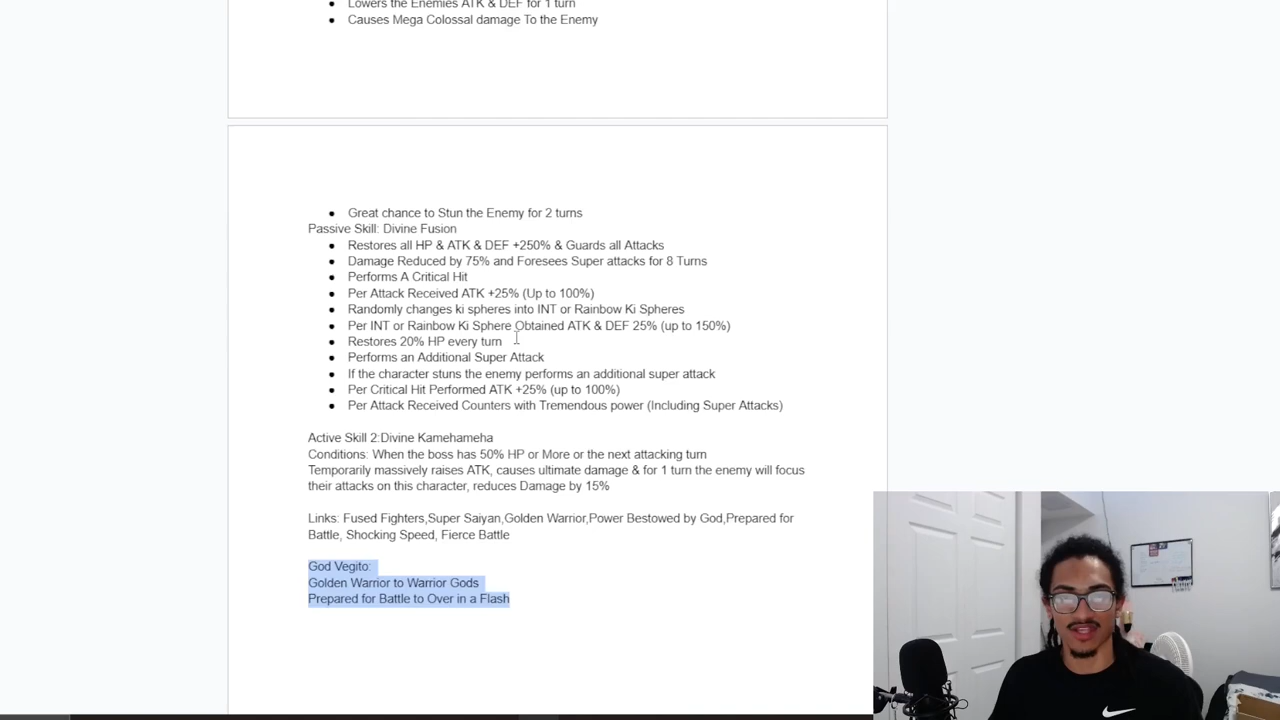 Lowers the Enemies ATK & DEF for 1 turn
Causes Mega Colossal damage To the Enemy
Great chance to Stun the Enemy for 2 turns
Passive Skill: Divine Fusion
Restores all HP & ATK & DEF +250% & Guards all Attacks
Damage Reduced by 75% and Foresees Super attacks for 8 Turns
Performs A Critical Hit
Per Attack Received ATK +25% (Up to 100%)
Randomly changes ki spheres into INT or Rainbow Ki Spheres
Per INT or Rainbow Ki Sphere Obtained ATK & DEF 25% (up to 150%)
Restores 20% HP every turn
Performs an Additional Super Attack
If the character stuns the enemy performs an additional super attack
Per Critical Hit Performed ATK +25% (up to 100%)
Per Attack Received Counters with Tremendous power (Including Super Attacks)
Active Skill 2:Divine Kamehameha
Conditions: When the boss has 50% HP or More or the next attacking turn
Temporarily massively raises ATK, causes ultimate damage & for 1 turn the enemy will focus
their attacks on this character, reduces Damage by 15%
Links: Fused Fighters,Super Saiyan,Golden Warrior,Power Bestowed by God,Prepared for
Battle, Shocking Speed, Fierce Battle
God Vegito:
Golden Warrior to Warrior Gods
Prepared for Battle to Over in a Flash